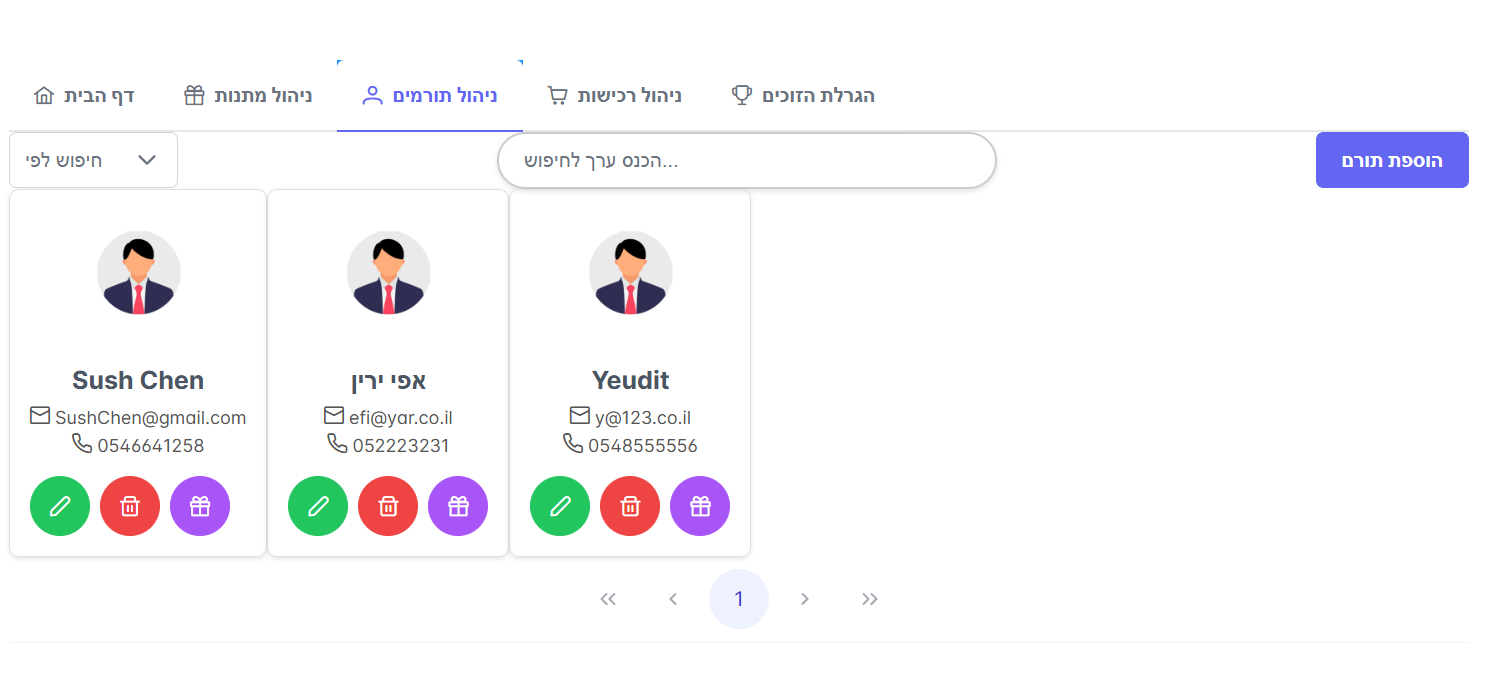 דף הבית
ניהול מתנות
ניהול תורמים
ניהול רכישות
הגרלת הזוכים
חיפוש לפי
הכנס ערך לחיפוש...
הוספת תורם
Sush Chen
SushChen@gmail.com
0546641258
אפי ירין
efi@yar.co.il
052223231
Yeudit
y@123.co.il
0548555556
1